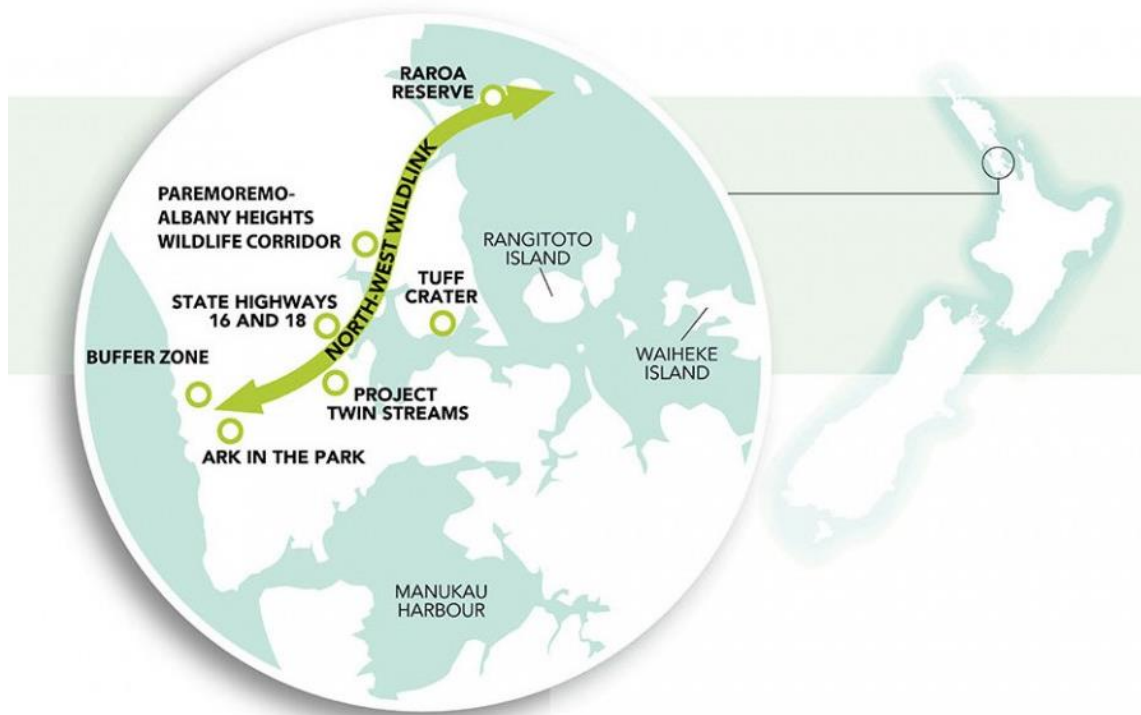 RAROA
RESERVE
NORTH-WEST WILDLINK
PAREMOREMO-
ALBANY HEIGHTS
WILDLIFE CORRIDOR
RANGITOTO
ISLAND
TUFF
CRATER
STATE HIGHWAYS
16 AND 18
WAIHEKE
ISLAND
BUFFER ZONE
PROJECT
TWIN STREAMS
ARK IN THE PARK
MANUKAU
HARBOUR